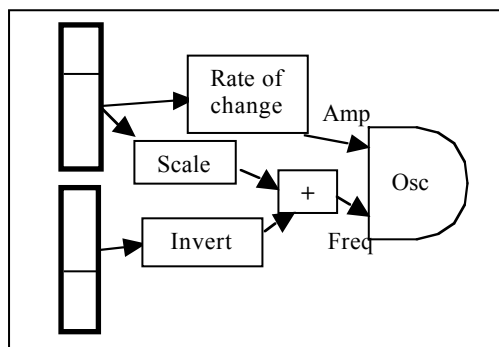 Rate of
change
Amp
Scale
Osc
+
Invert
Freq